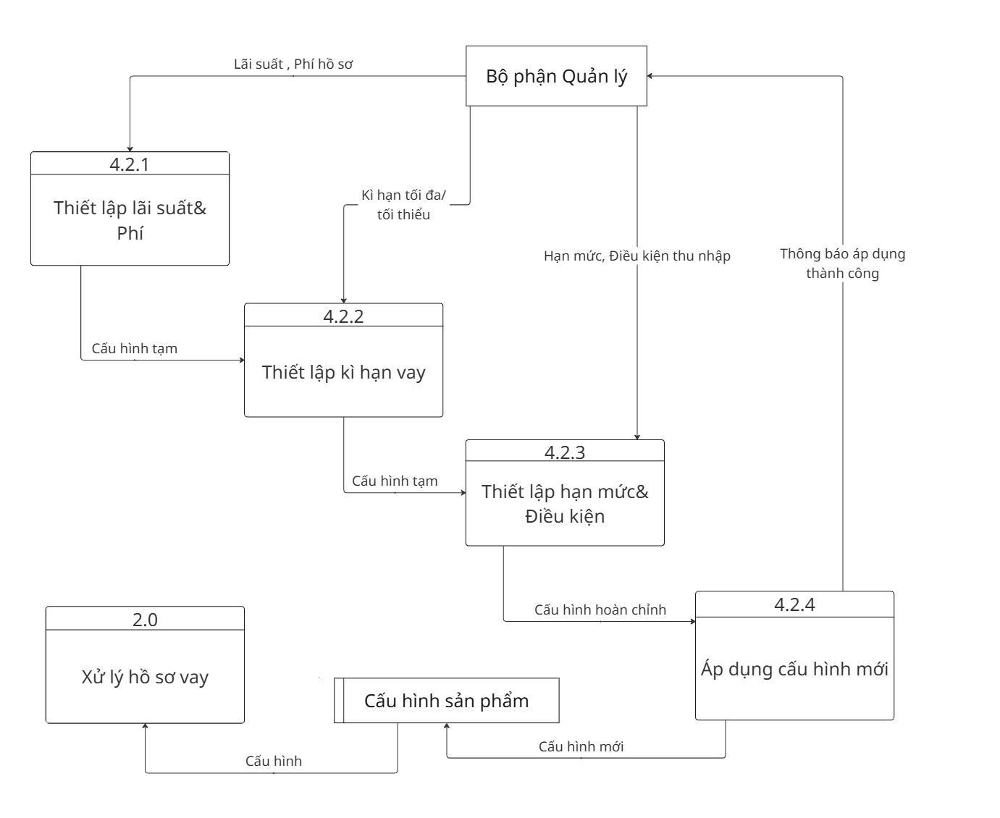 Lãi suất , Phí hồ sơ
Bộ phận Quản lý
4.2.1
Thiết lập lãi suất&
Phí
Kì hạn tối đa/
tối thiểu
Hạn mức, Điều kiện thu nhập
Thông báo áp dụng
thành công
4.2.2
Thiết lập kì hạn vay
Cấu hình tạm
4.2.3
Thiết lập hạn mức&
Điều kiện
Cấu hình tạm
Cấu hình hoàn chỉnh
4.2.4
Áp dụng cấu hình mới
2.0
Xử lý hồ sơ vay
Cấu hình sản phẩm
Cấu hình mới
Cấu hình